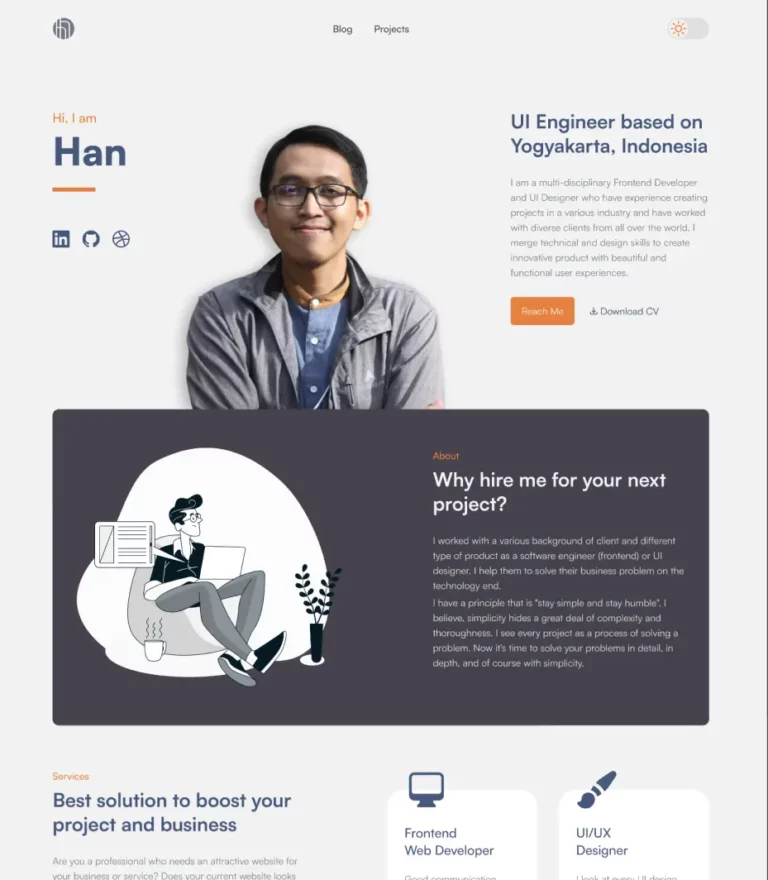 Blog Projects
Hi, I am
Han
UI Engineer based on
Yogyakarta, Indonesia
I am a multi-disciplinary Frontend Developer
and UI Designer who have experience creating
projects in a various industry and have worked
with diverse clients from all over the world. I
merge technical and design skills to create
innovative product with beautiful and
functional user experiences.
Reach Me Download CV
About
Why hire me for your next
project?
I worked with a various background of client and different
type of product as a software engineer (frontend) or UI
designer. I help them to solve their business problem on the
technology end.
I have a principle that is "stay simple and stay humble". I
believe, simplicity hides a great deal of complexity and
thoroughness. I see every project as a process of solving a
problem. Now it's time to solve your problems in detail, in
depth, and of course with simplicity.
Services
Best solution to boost your
project and business
Are you a professional who needs an attractive website for
your business or service? Does your current website looks
Frontend
Web Developer
Good communication
UI/UX
Designer
I look at every UI design